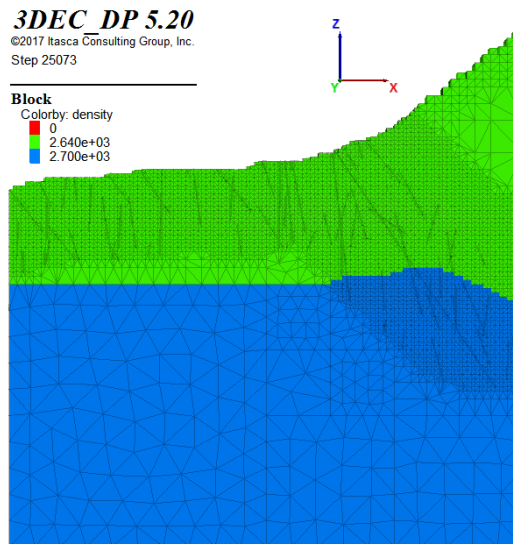 3DEC_DP 5.20
©2017 Itasca Consulting Group, Inc.
Step 25073
Block
Colorby: density
0
2.640e+03
2.700e+03
Z
Y
X